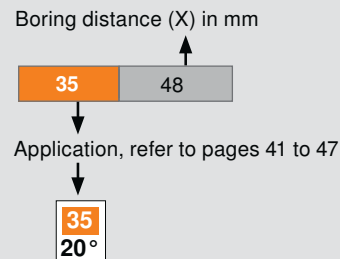 Boring distance (X) in mm
35 48
Application, refer to pages 41 to 47
35
20°